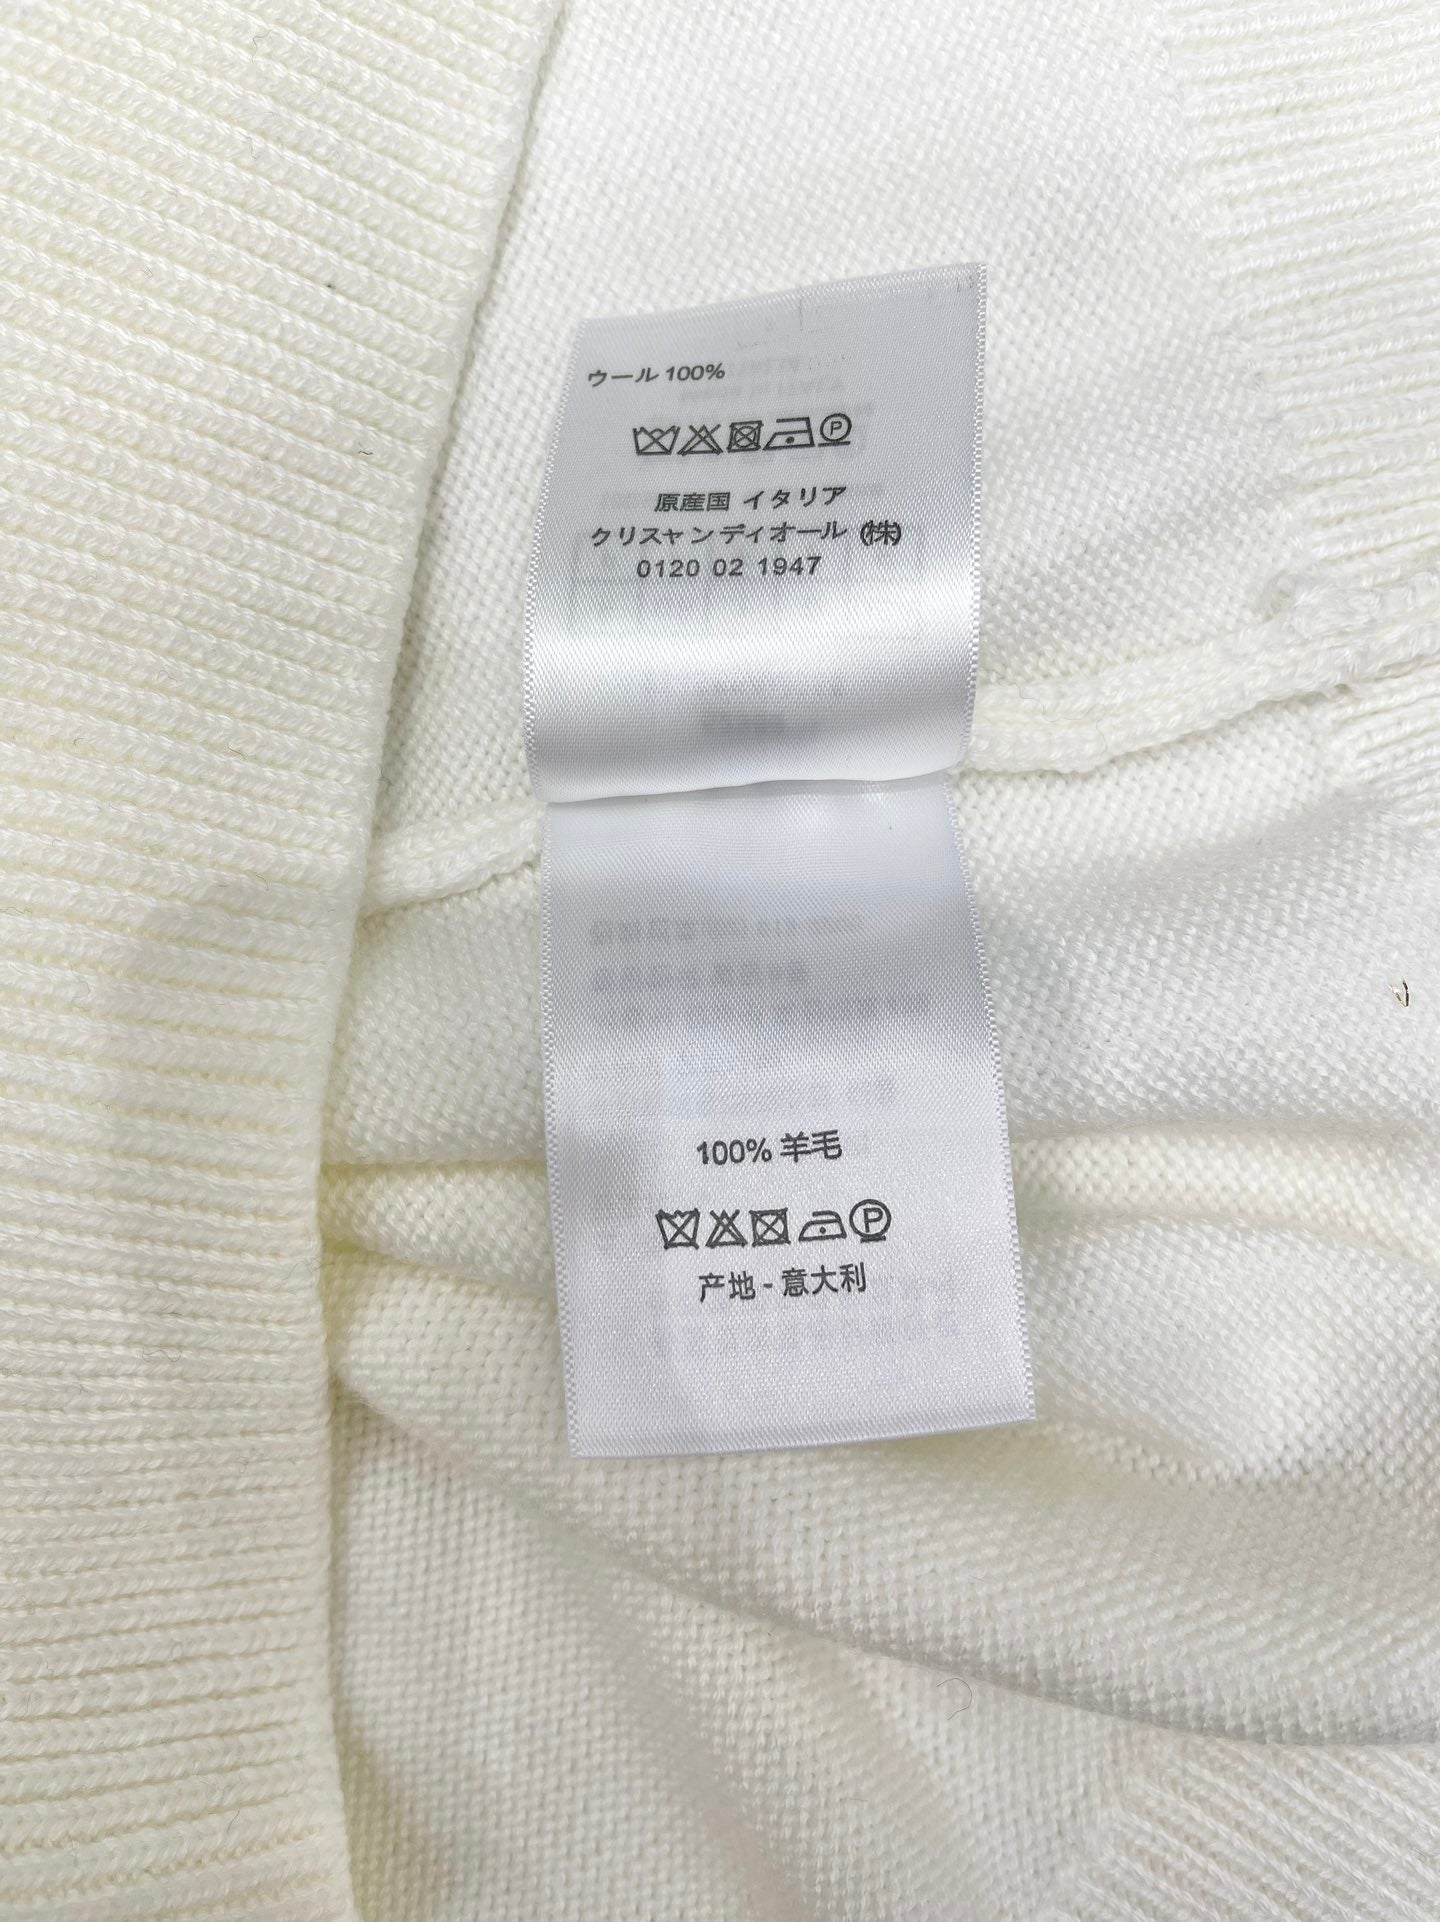 ウール 100%
P
原産国 イタリア
クリスャン ディオール (株)
0120 02 1947
100% 羊毛
P
产地 - 意大利